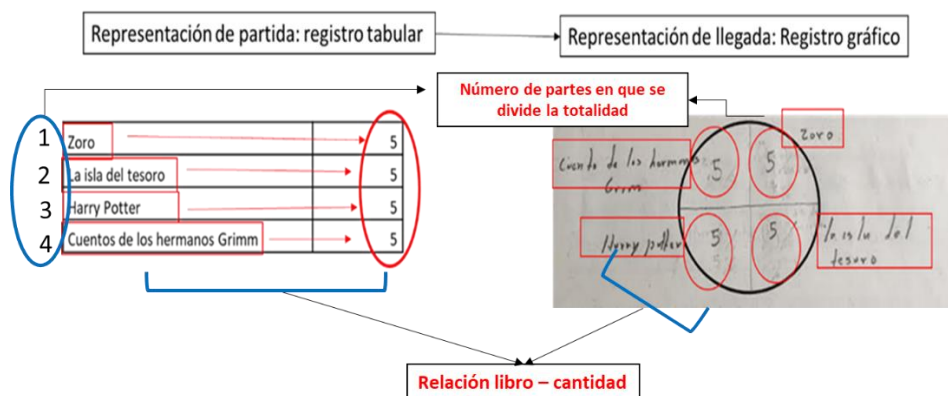 Representación de partida: registro tabular
Representación de llegada: Registro gráfico
Número de partes en que se
divide la totalidad
1 Zoro 5
2 La isla del tesoro 5
3 Harry Potter 5
4 Cuentos de los hermanos Grimm 5
Zoro
Cuento de los hermanos
Grim
5 5
Harry potter
5 5
la isla del
tesoro
Relación libro – cantidad